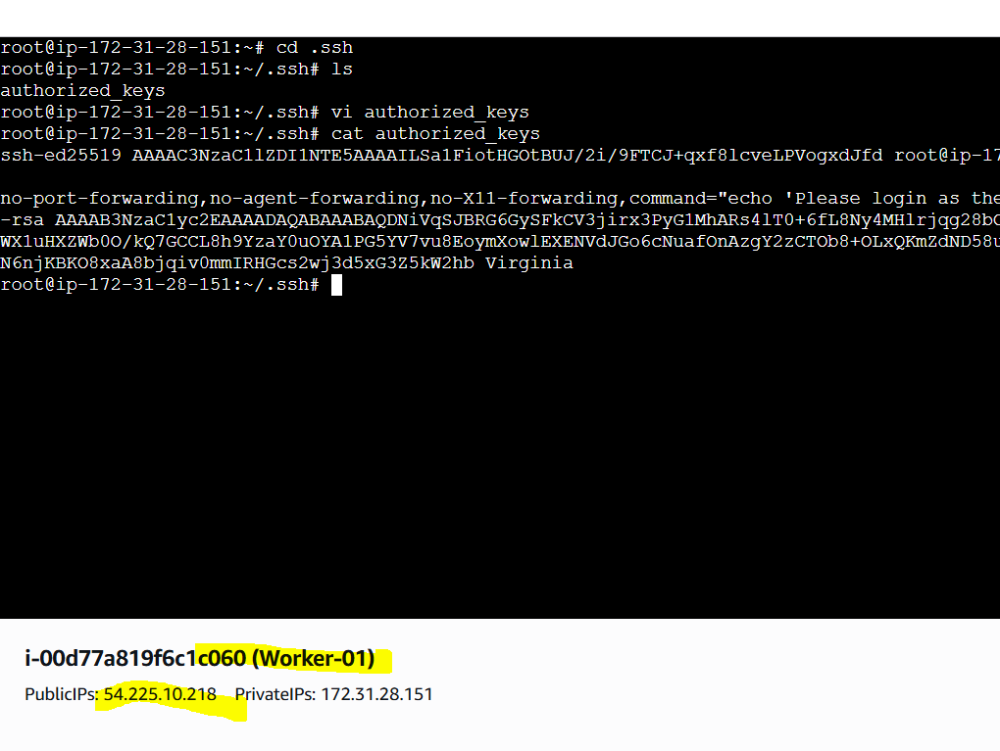 root@ip-172-31-28-151:~# cd .ssh
root@ip-172-31-28-151:~/.ssh# ls
authorized_keys
root@ip-172-31-28-151:~/.ssh# vi authorized_keys
root@ip-172-31-28-151:~/.ssh# cat authorized_keys
ssh-ed25519 AAAAC3NzaC1lZDI1NTE5AAAAILSa1FiotHGOtBUJ/2i/9FTCJ+qxf8lcveLPVogxdJfd root@ip-17
no-port-forwarding,no-agent-forwarding,no-X11-forwarding,command="echo 'Please login as the
-rsa AAAAB3NzaC1yc2EAAAADAQABAAABAQDNiVqSJBRG6GySFkCV3jirx3PyG1MhARs4lT0+6fL8Ny4MHlrjqg28bC
WX1uHXZWb0O/kQ7GCCL8h9YzaY0uOYA1PG5YV7vu8EoymXowlEXENVdJGo6cNuafOnAzgY2zCTOb8+OLxQKmZdND58u
N6njKBKO8xaA8bjqiv0mmIRHGcs2wj3d5xG3Z5kW2hb Virginia
root@ip-172-31-28-151:~/.ssh#
i-00d77a819f6c1c060 (Worker-01)
PublicIPs: 54.225.10.218 PrivateIPs: 172.31.28.151